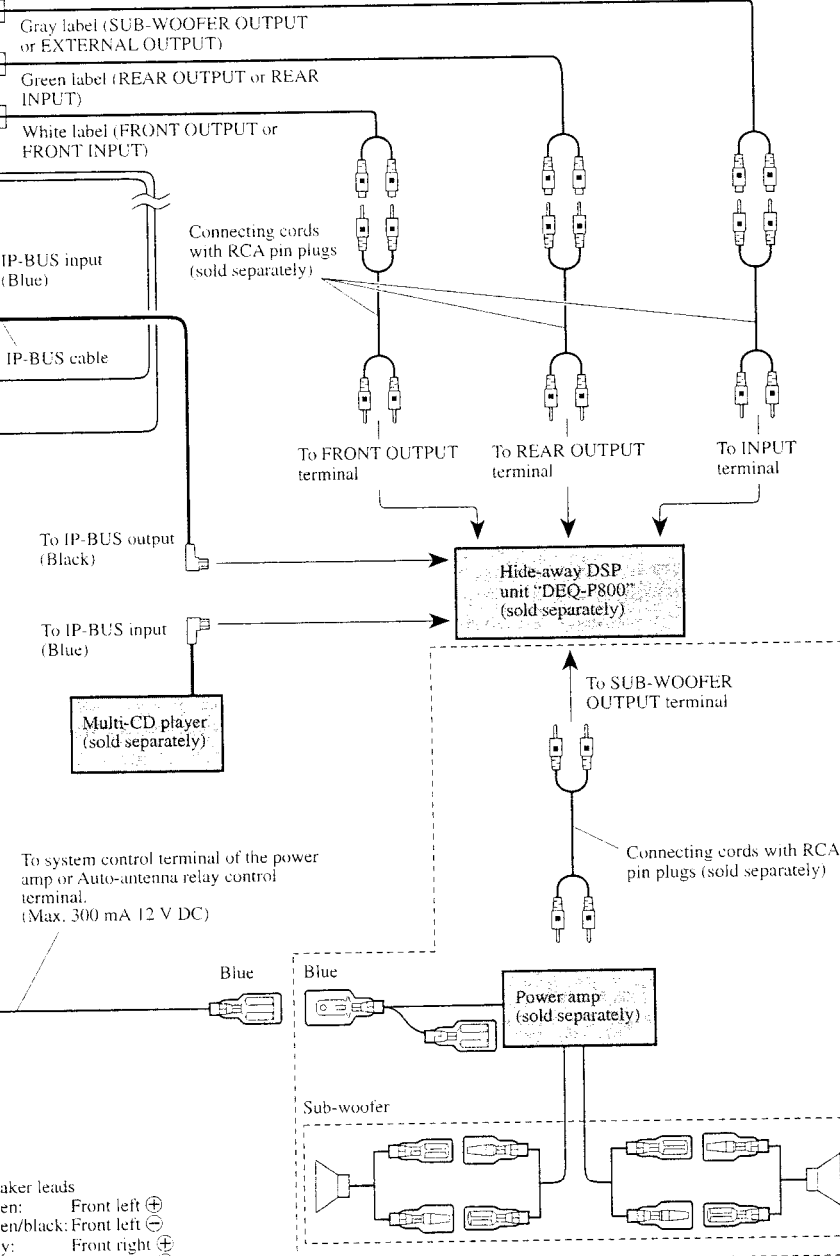 Gray label (SUB-WOOFER OUTPUT
or EXTERNAL OUTPUT)
Green label (REAR OUTPUT or REAR
INPUT)
White label (FRONT OUTPUT or
FRONT INPUT)
Connecting cords
with RCA pin plugs
(sold separately)
IP-BUS input
(Blue)
IP-BUS cable
To FRONT OUTPUT
terminal
To REAR OUTPUT
terminal
To INPUT
terminal
To IP-BUS output
(Black)
Hide-away DSP
unit “DEQ-P800”
(sold separately)
To IP-BUS input
(Blue)
To SUB-WOOFER
OUTPUT terminal
Multi-CD player
(sold separately)
Connecting cords with RCA
pin plugs (sold separately)
To system control terminal of the power
amp or Auto-antenna relay control
terminal.
(Max. 300 mA 12 V DC)
Blue
Blue
Power amp
(sold separately)
Sub-woofer
aker leads
en: Front left ⊕
en/black: Front left ⊖
y: Front right ⊕